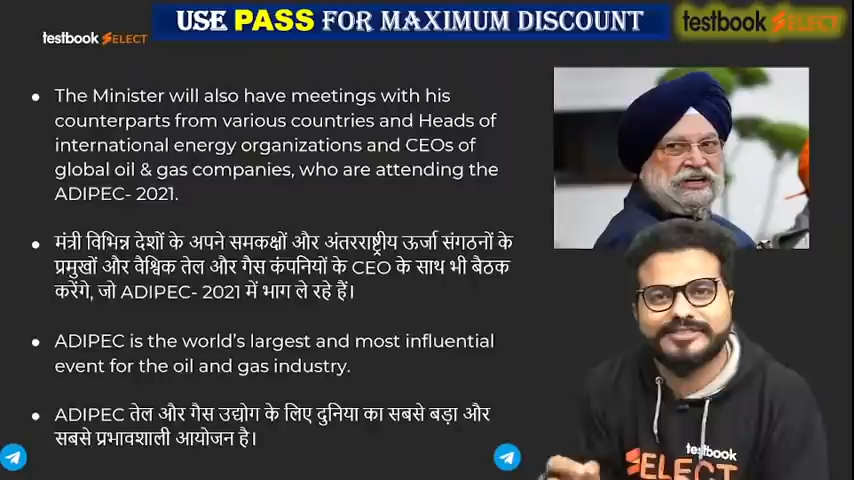 USE PASS FOR MAXIMUM DISCOUNT
testbook SELECT
testbook SELECT
The Minister will also have meetings with his
counterparts from various countries and Heads of
international energy organizations and CEOs of
global oil & gas companies, who are attending the
ADIPEC- 2021.
मंत्री विभिन्न देशों के अपने समकक्षों और अंतरराष्ट्रीय ऊर्जा संगठनों के
प्रमुखों और वैश्विक तेल और गैस कंपनियों के CEO के साथ भी बैठक
करेंगे, जो ADIPEC- 2021 में भाग ले रहे हैं।
ADIPEC is the world's largest and most influential
event for the oil and gas industry.
ADIPEC तेल और गैस उद्योग के लिए दुनिया का सबसे बड़ा और
सबसे प्रभावशाली आयोजन है।
testbook
SELECT